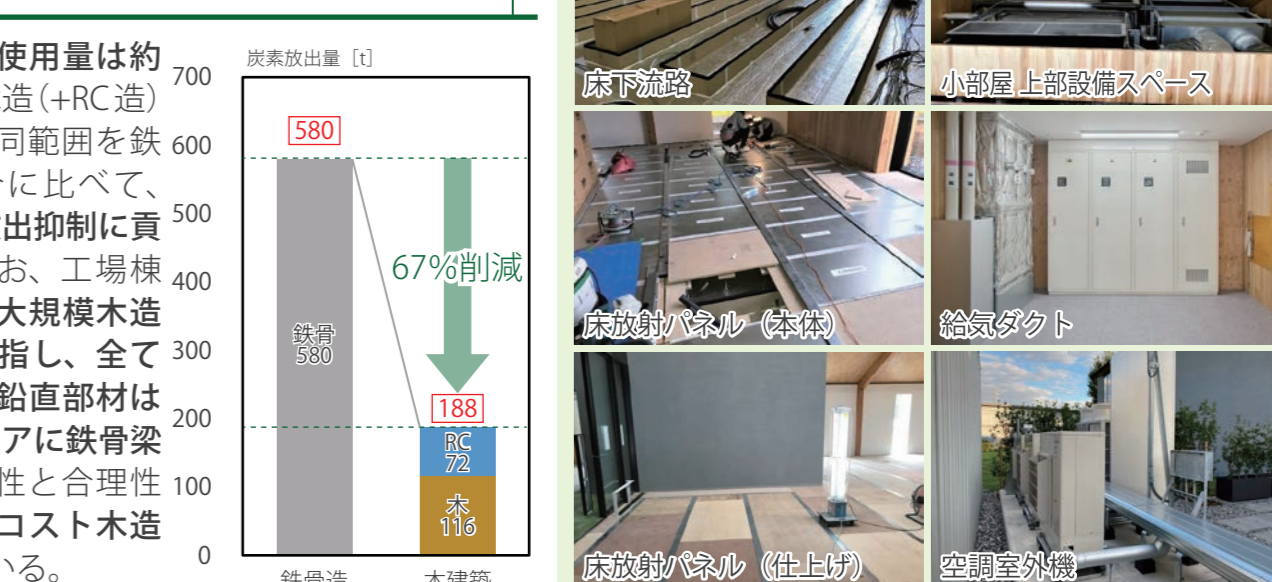 使用量は約
造（+RC造）
同範囲を鉄
に比べて、
出抑制に貢
お、工場棟
大規模木造
指し、全て
鉛直部材は
アに鉄骨梁
性と合理性
コスト木造
いる。
炭素放出量［t］
700
600
500
400
300
200
100
0
580
鉄骨
580
67%削減
188
RC
72
木
116
鉄骨造
本建築
床下流路
小部屋 上部設備スペース
床放射パネル（本体）
給気ダクト
床放射パネル（仕上げ）
空調室外機